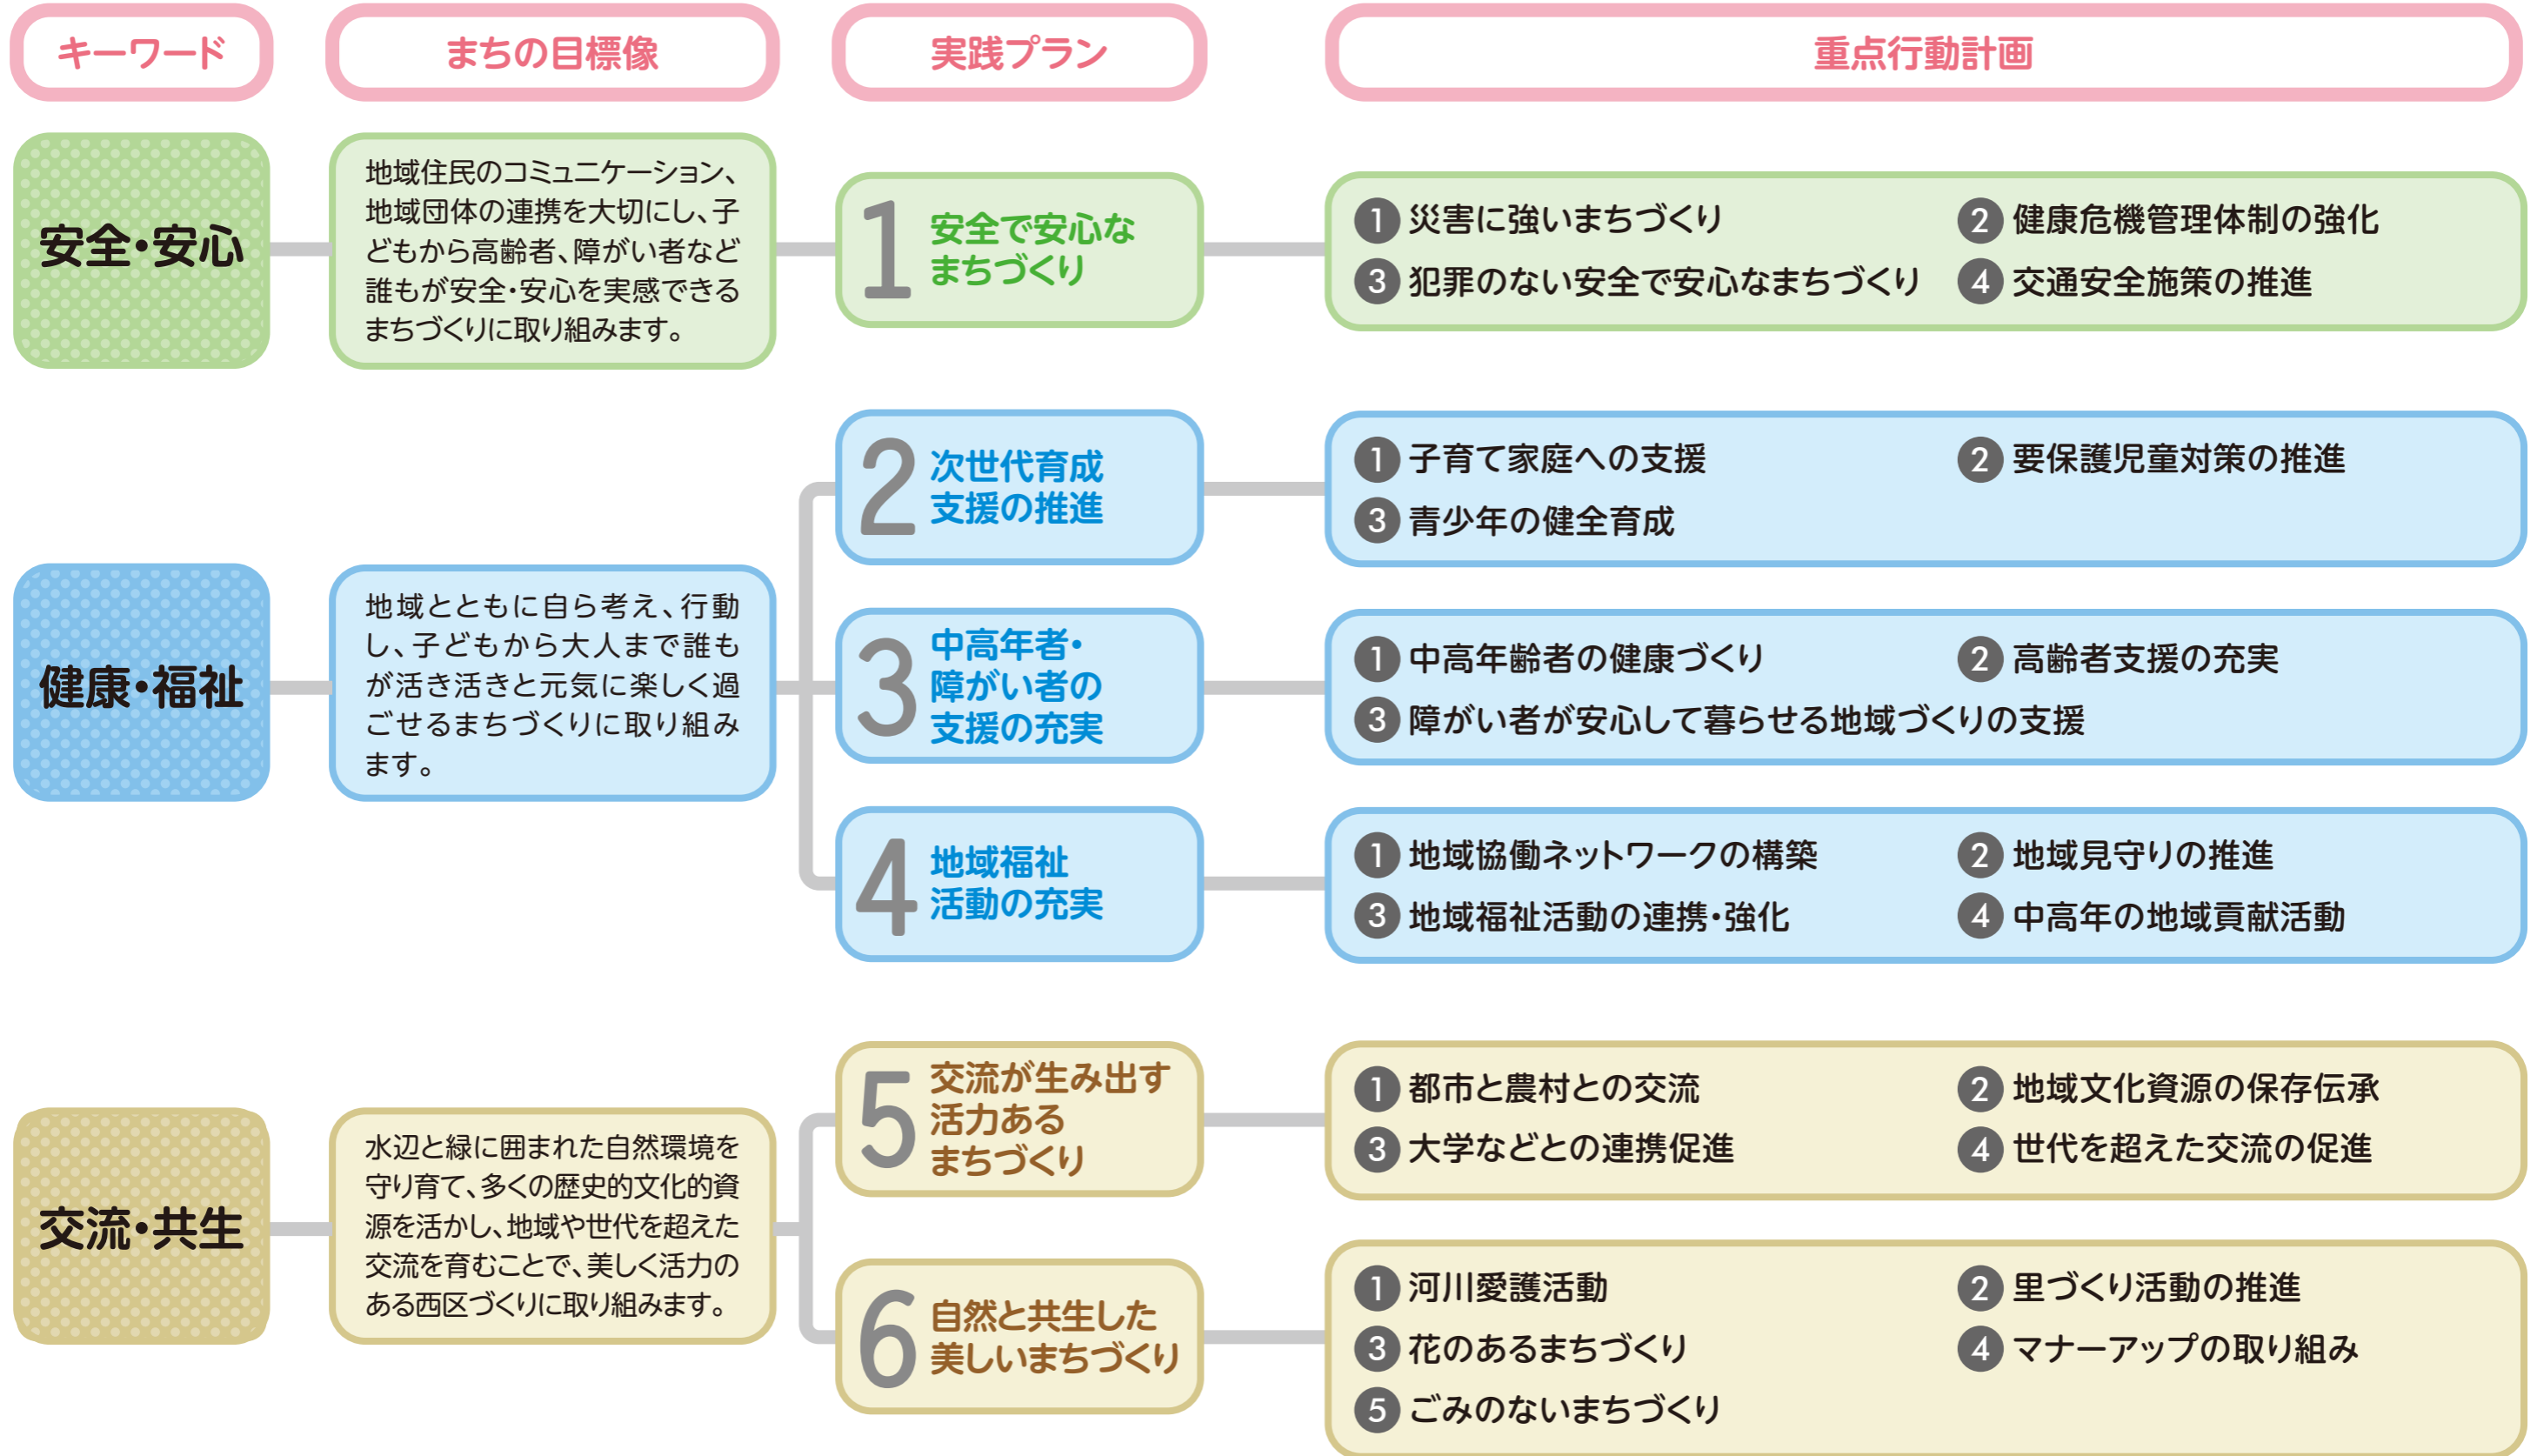 キーワード
まちの目標像
実践プラン
重点行動計画
安全・安心
地域住民のコミュニケーション、
地域団体の連携を大切にし、子
どもから高齢者、障がい者など
誰もが安全・安心を実感できる
まちづくりに取り組みます。
1
安全で安心な
まちづくり
1 災害に強いまちづくり
2 健康危機管理体制の強化
3 犯罪のない安全で安心なまちづくり
4 交通安全施策の推進
健康・福祉
地域とともに自ら考え、行動
し、子どもから大人まで誰も
が活き活きと元気に楽しく過
ごせるまちづくりに取り組み
ます。
2
次世代育成
支援の推進
1 子育て家庭への支援
2 要保護児童対策の推進
3 青少年の健全育成
3
中高年者・
障がい者の
支援の充実
1 中高年齢者の健康づくり
2 高齢者支援の充実
3 障がい者が安心して暮らせる地域づくりの支援
4
地域福祉
活動の充実
1 地域協働ネットワークの構築
2 地域見守りの推進
3 地域福祉活動の連携・強化
4 中高年の地域貢献活動
交流・共生
水辺と緑に囲まれた自然環境を
守り育て、多くの歴史的文化的資
源を活かし、地域や世代を超えた
交流を育むことで、美しく活力の
ある西区づくりに取り組みます。
5
交流が生み出す
活力ある
まちづくり
1 都市と農村との交流
2 地域文化資源の保存伝承
3 大学などとの連携促進
4 世代を超えた交流の促進
6
自然と共生した
美しいまちづくり
1 河川愛護活動
2 里づくり活動の推進
3 花のあるまちづくり
4 マナーアップの取り組み
5 ごみのないまちづくり